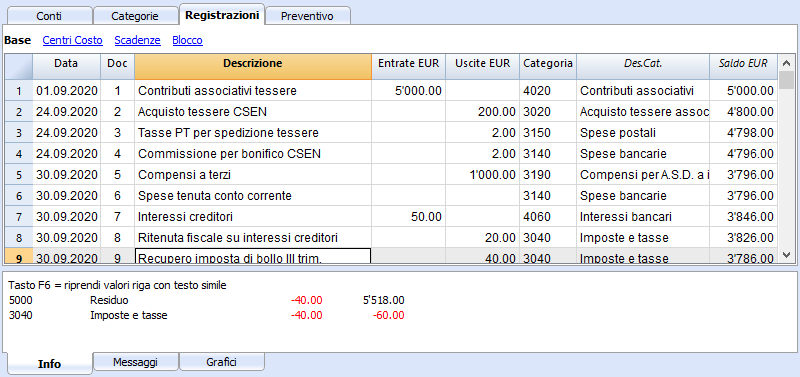 Conti Categorie Registrazioni Preventivo
Base Centri Costo Scadenze Blocco
Data Doc Descrizione Entrate EUR Uscite EUR Categoria Des.Cat. Saldo EUR
1 01.09.2020 1 Contributi associativi tessere 5'000.00 4020 Contributi associativi 5'000.00
2 24.09.2020 2 Acquisto tessere CSEN 200.00 3020 Acquisto tessere assoc 4'800.00
3 24.09.2020 3 Tasse PT per spedizione tessere 2.00 3150 Spese postali 4'798.00
4 24.09.2020 4 Commissione per bonifico CSEN 2.00 3140 Spese bancarie 4'796.00
5 30.09.2020 5 Compensi a terzi 1'000.00 3190 Compensi per A.S.D. a i 3'796.00
6 30.09.2020 6 Spese tenuta conto corrente 3140 Spese bancarie 3'796.00
7 30.09.2020 7 Interessi creditori 50.00 4060 Interessi bancari 3'846.00
8 30.09.2020 8 Ritenuta fiscale su interessi creditori 20.00 3040 Imposte e tasse 3'826.00
9 30.09.2020 9 Recupero imposta di bollo III trim. 40.00 3040 Imposte e tasse 3'786.00
Tasto F6 = riprendi valori riga con testo simile
5000 Residuo -40.00 5'518.00
3040 Imposte e tasse -40.00 -60.00
Info Messaggi Grafici